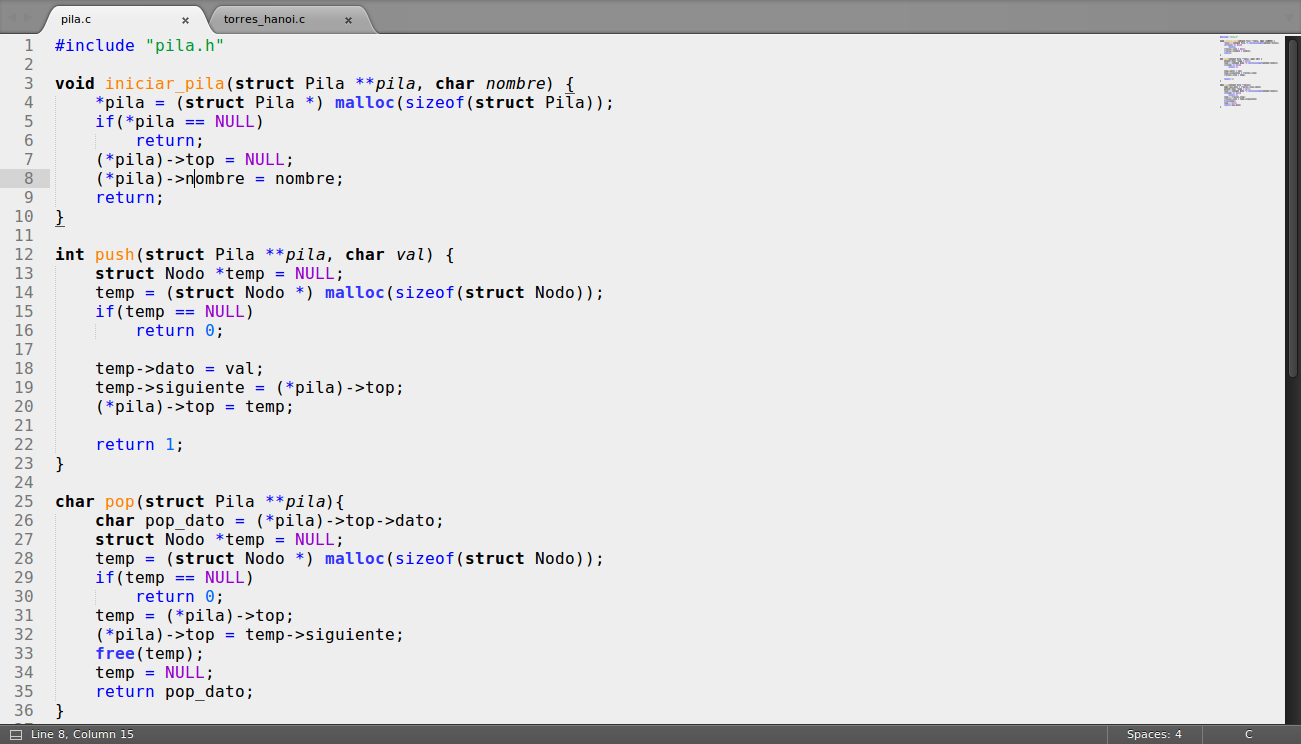 pila.c × torres_hanoi.c ×
1 #include "pila.h"
2
3 void iniciar_pila(struct Pila **pila, char nombre) {
4     *pila = (struct Pila *) malloc(sizeof(struct Pila));
5     if(*pila == NULL)
6         return;
7     (*pila)->top = NULL;
8     (*pila)->nombre = nombre;
9     return;
10 }
11
12 int push(struct Pila **pila, char val) {
13     struct Nodo *temp = NULL;
14     temp = (struct Nodo *) malloc(sizeof(struct Nodo));
15     if(temp == NULL)
16         return 0;
17
18     temp->dato = val;
19     temp->siguiente = (*pila)->top;
20     (*pila)->top = temp;
21
22     return 1;
23 }
24
25 char pop(struct Pila **pila){
26     char pop_dato = (*pila)->top->dato;
27     struct Nodo *temp = NULL;
28     temp = (struct Nodo *) malloc(sizeof(struct Nodo));
29     if(temp == NULL)
30         return 0;
31     temp = (*pila)->top;
32     (*pila)->top = temp->siguiente;
33     free(temp);
34     temp = NULL;
35     return pop_dato;
36 }
Line 8, Column 15 Spaces: 4 C